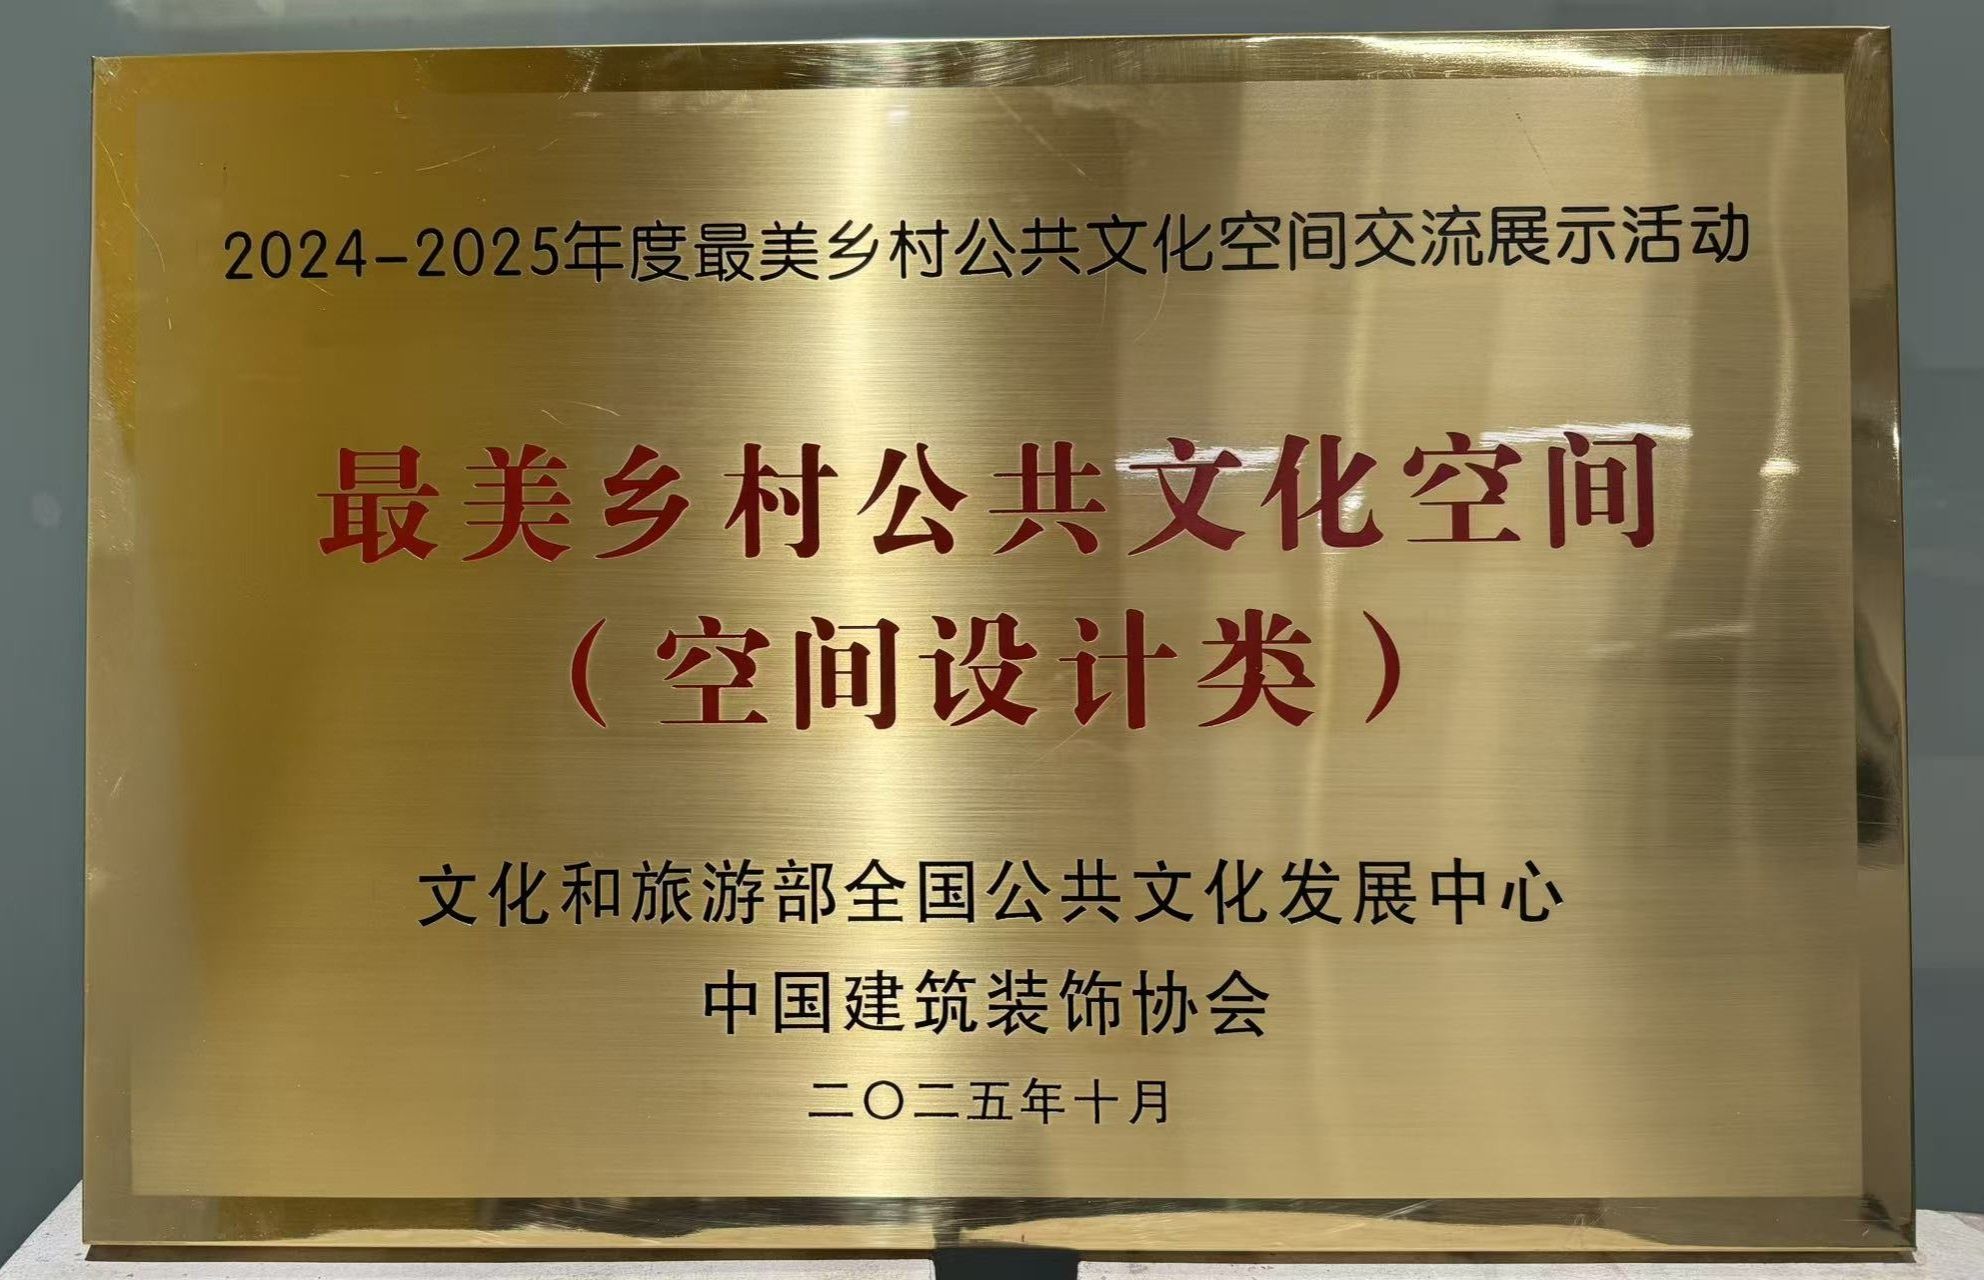 2024-2025年度最美乡村公共文化空间交流展示活动
最美乡村公共文化空间
（空间设计类）
文化和旅游部全国公共文化发展中心
中国建筑装饰协会
二〇二五年十月